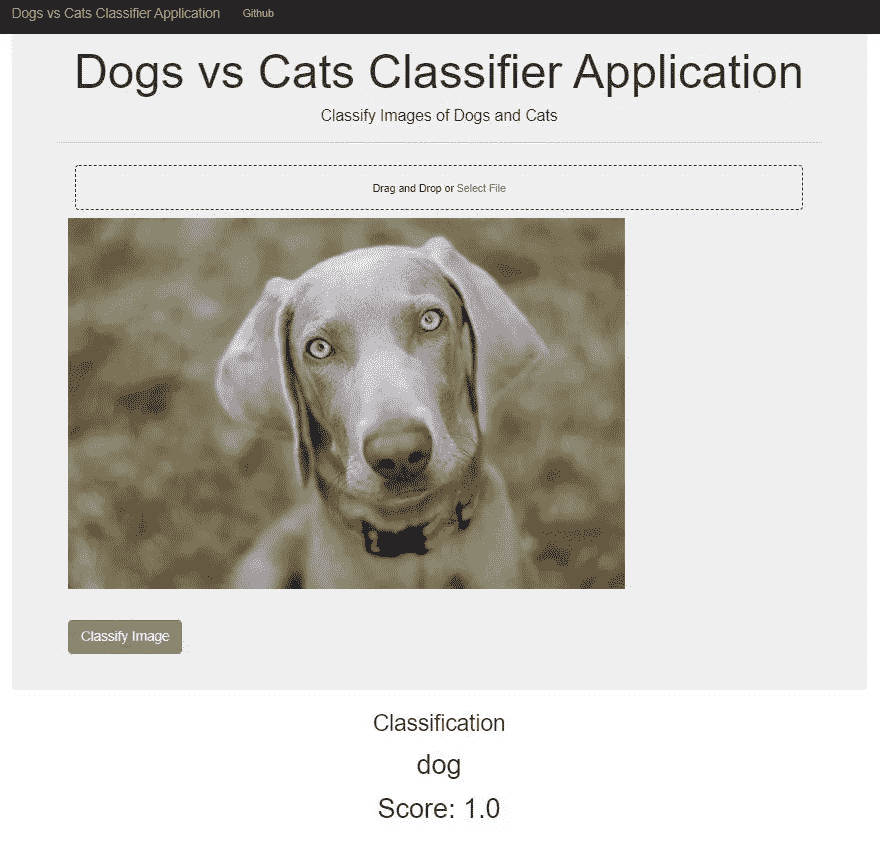 Dogs vs Cats Classifier Application Github
Dogs vs Cats Classifier Application
Classify Images of Dogs and Cats
Drag and Drop or Select File
Classify Image
Classification
dog
Score: 1.0